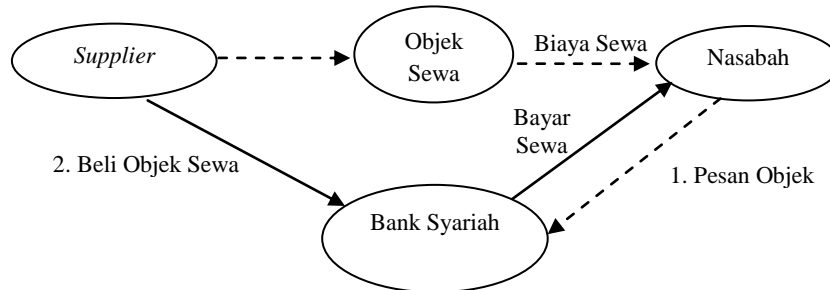 Supplier
Objek
Sewa
Biaya Sewa
Nasabah
Bayar
Sewa
2. Beli Objek Sewa
1. Pesan Objek
Bank Syariah